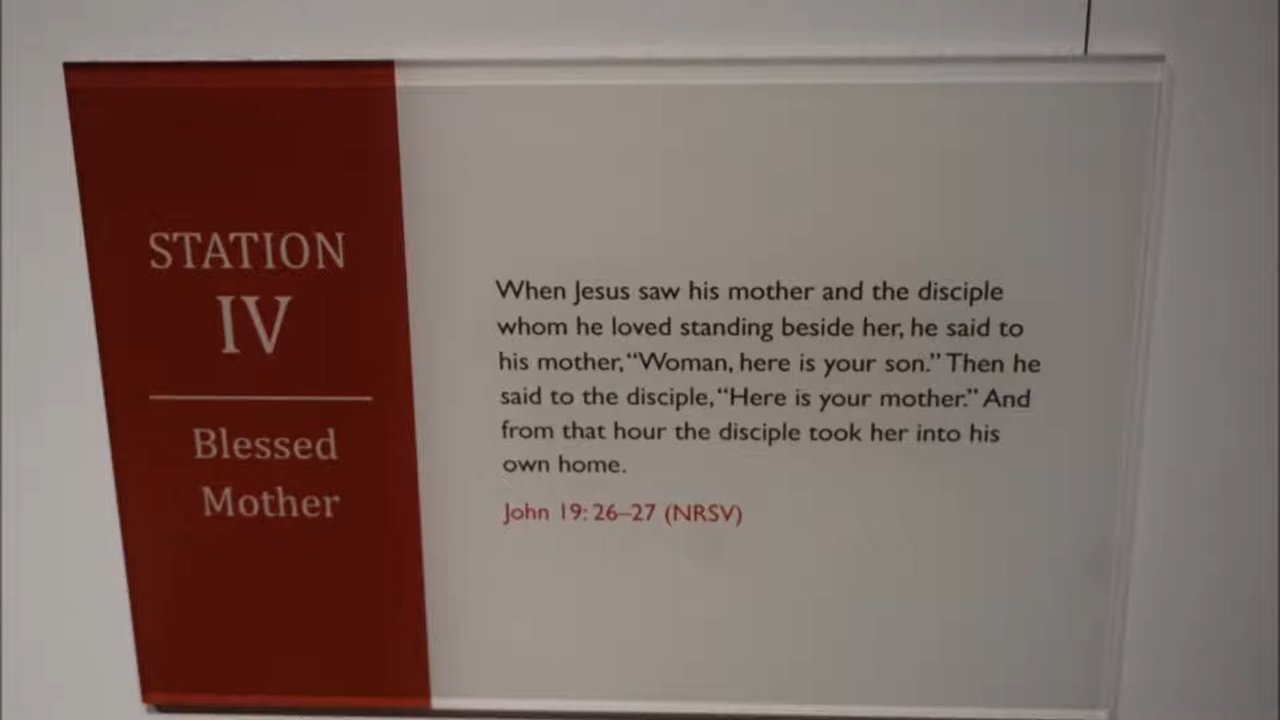 STATION
IV
Blessed
Mother
When Jesus saw his mother and the disciple
whom he loved standing beside her, he said to
his mother, “Woman, here is your son.” Then he
said to the disciple, “Here is your mother.” And
from that hour the disciple took her into his
own home.
John 19: 26–27 (NRSV)